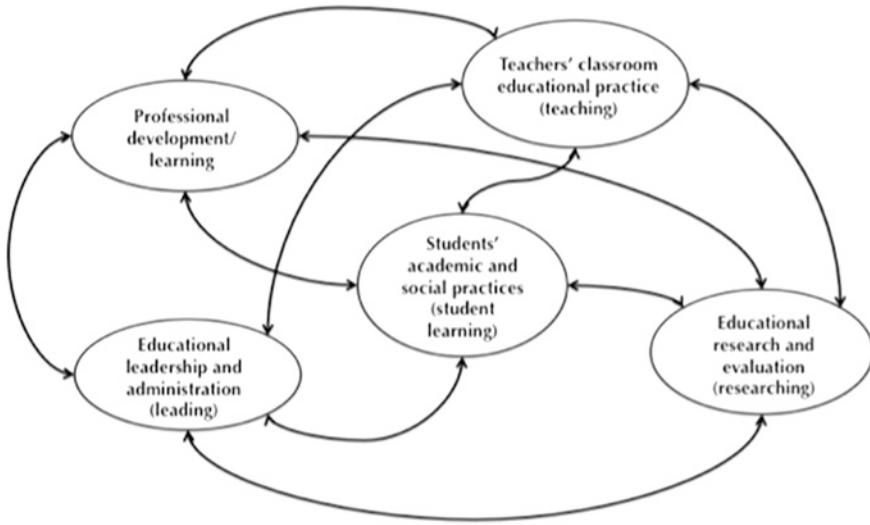 Teachers' classroom
educational practice
(teaching)
Professional
development/
learning
Students'
academic and
social practices
(student
learning)
Educational
leadership and
administration
(leading)
Educational
research and
evaluation
(researching)